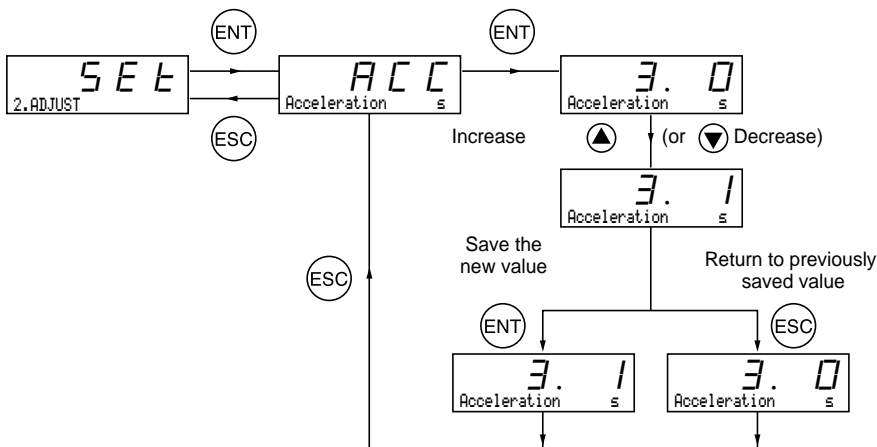 ENT
ENT
SEt
2.ADJUST
ACC
Acceleration s
3. 0
Acceleration s
ESC
Increase
(or
Decrease)
3. 1
Acceleration s
Save the
new value
Return to previously
saved value
ESC
ENT
ESC
3. 1
Acceleration s
3. 0
Acceleration s